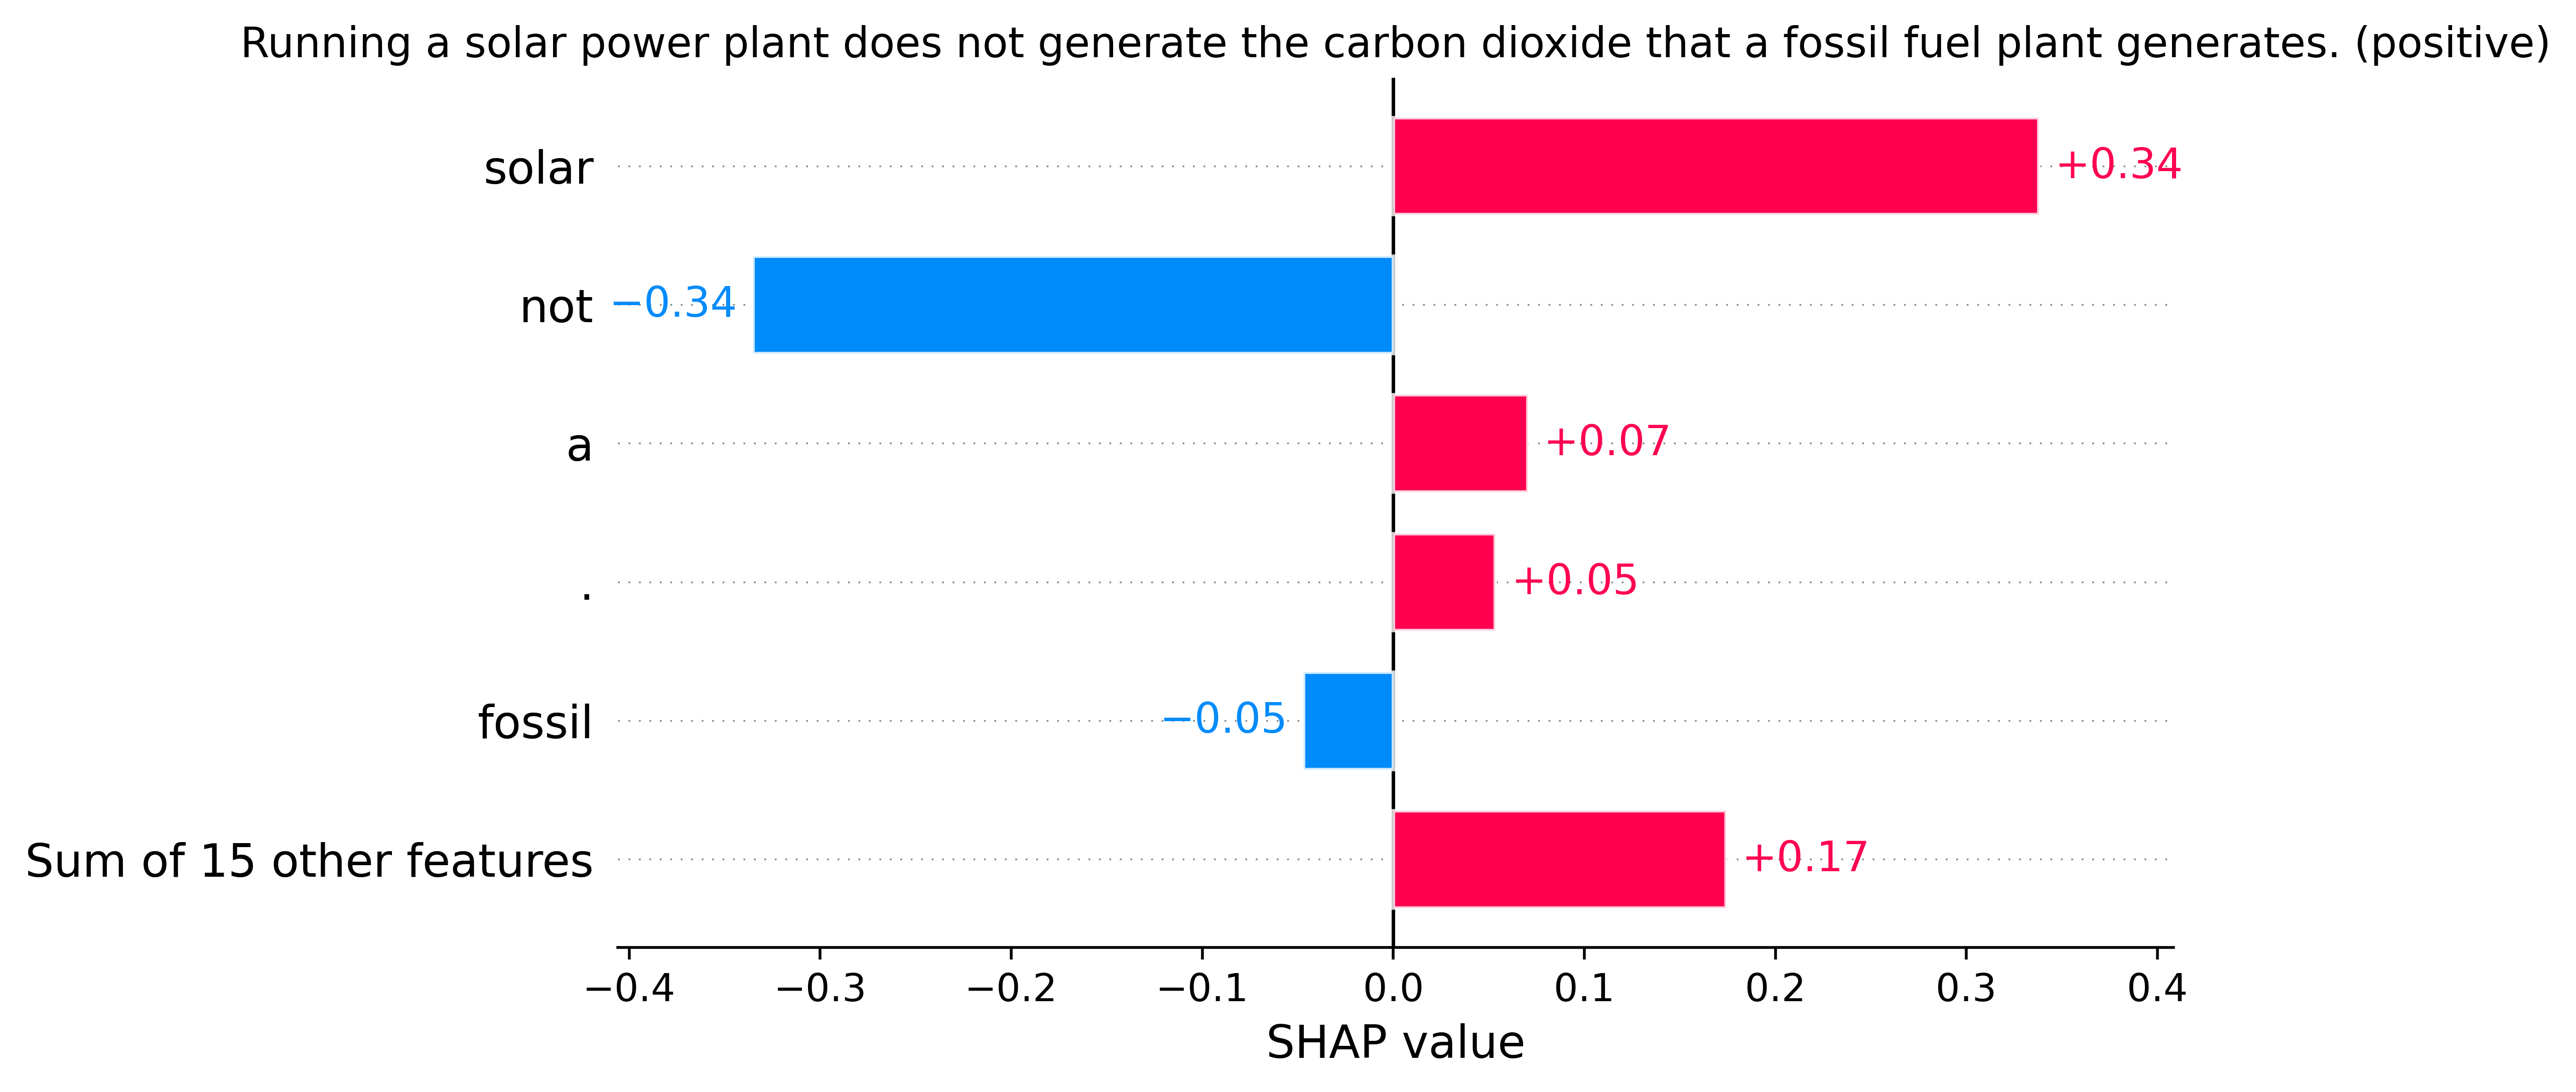 Running a solar power plant does not generate the carbon dioxide that a fossil fuel plant generates. (positive)
solar
+0.34
not
−0.34
a
+0.07
.
+0.05
fossil
−0.05
Sum of 15 other features
+0.17
−0.4
−0.3
−0.2
−0.1
0.0
0.1
0.2
0.3
0.4
SHAP value